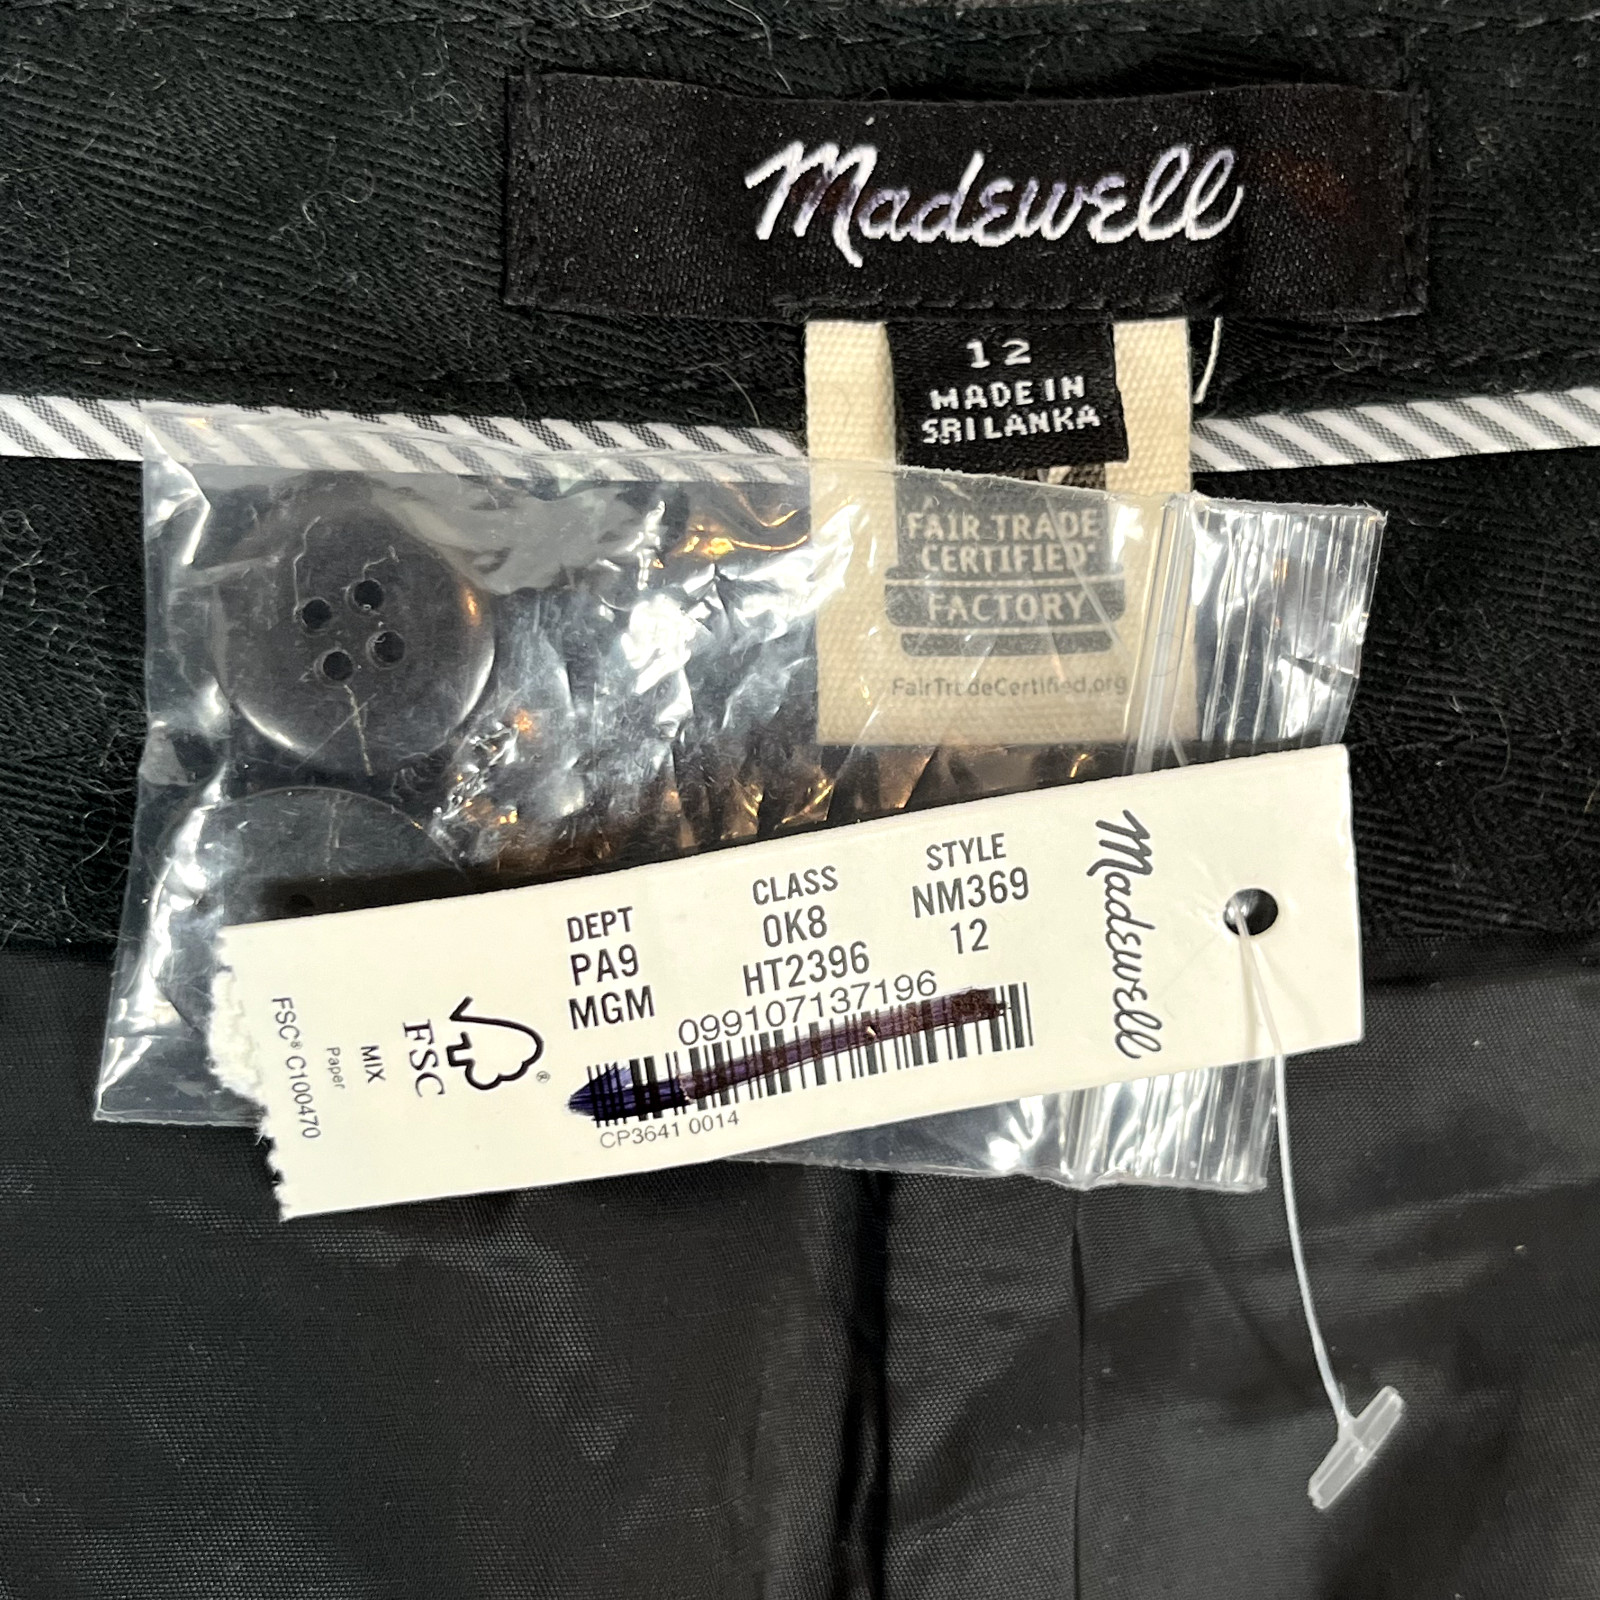 Madewell
12
MADE IN
SRI LANKA
FAIR TRADE
CERTIFIED
FACTORY
FairTradeCertified.org
DEPT
PA9
MGM
CLASS
0K8
HT2396
STYLE
NM369
12
099107137196
CP3641 0014
Madewell
FSC
®
MIX
Paper
FSC® C100470